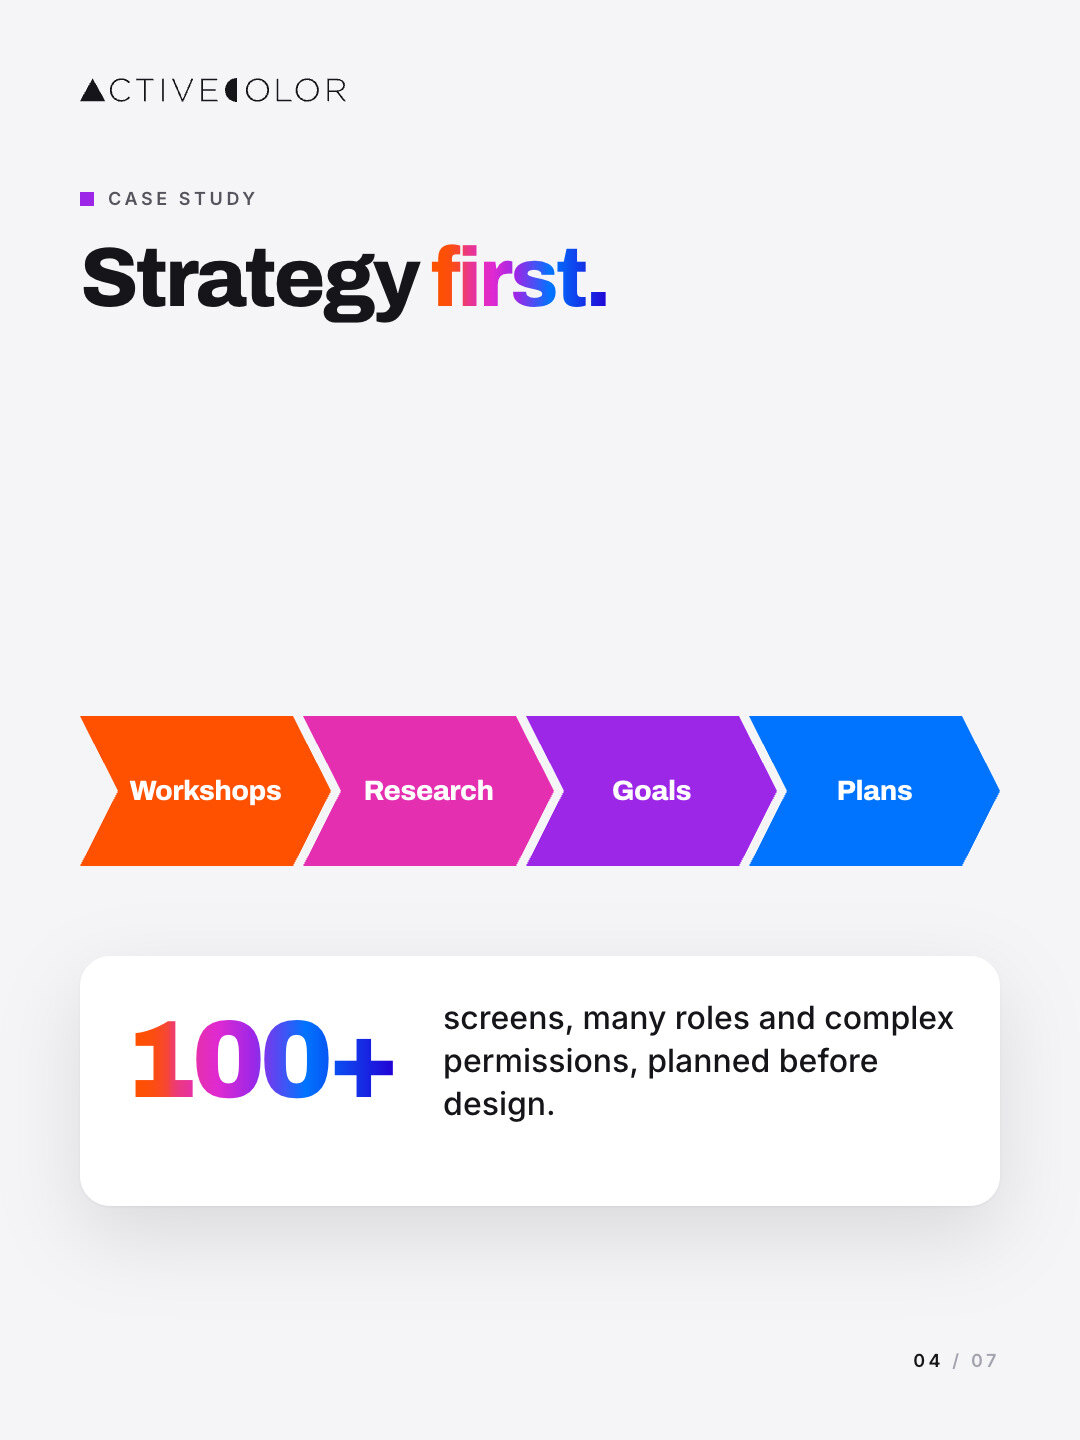 ACTIVECOLOR
CASE STUDY
Strategy first.
Workshops
Research
Goals
Plans
100+
screens, many roles and complex
permissions, planned before
design.
04 / 07